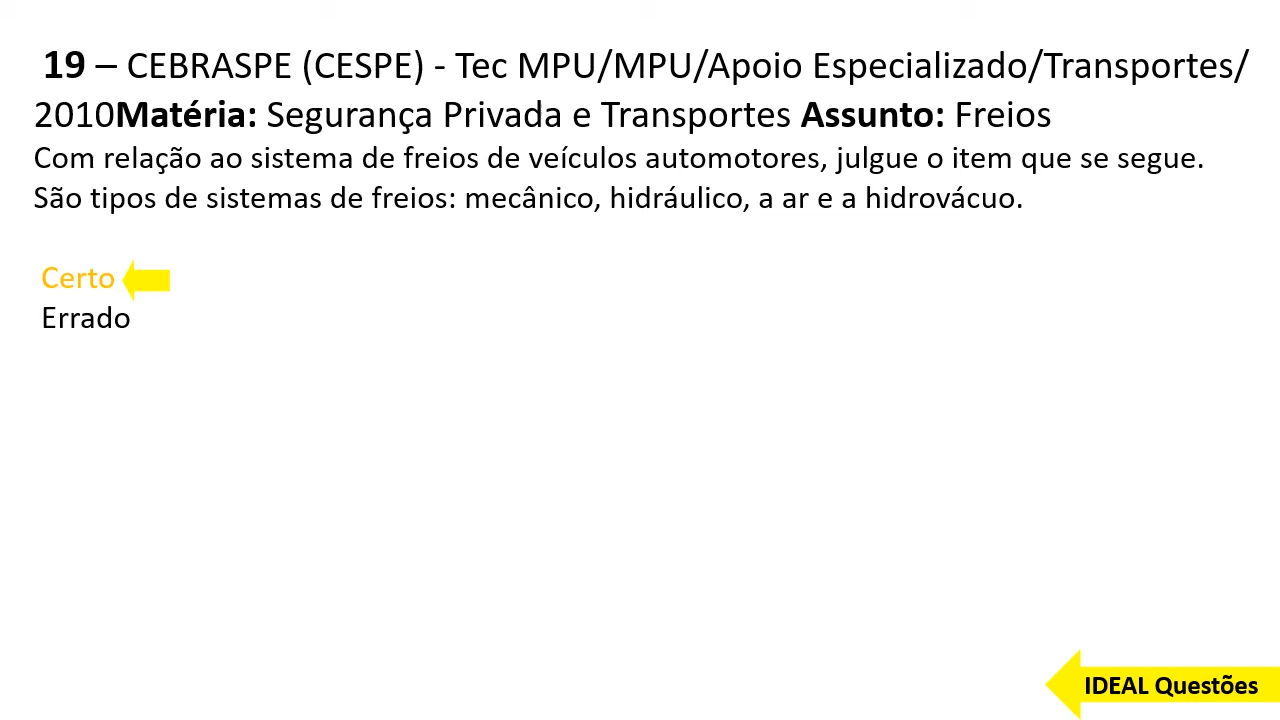 19 – CEBRASPE (CESPE) - Tec MPU/MPU/Apoio Especializado/Transportes/
2010Matéria: Segurança Privada e Transportes Assunto: Freios
Com relação ao sistema de freios de veículos automotores, julgue o item que se segue.
São tipos de sistemas de freios: mecânico, hidráulico, a ar e a hidrovácuo.
Certo
Errado
IDEAL Questões